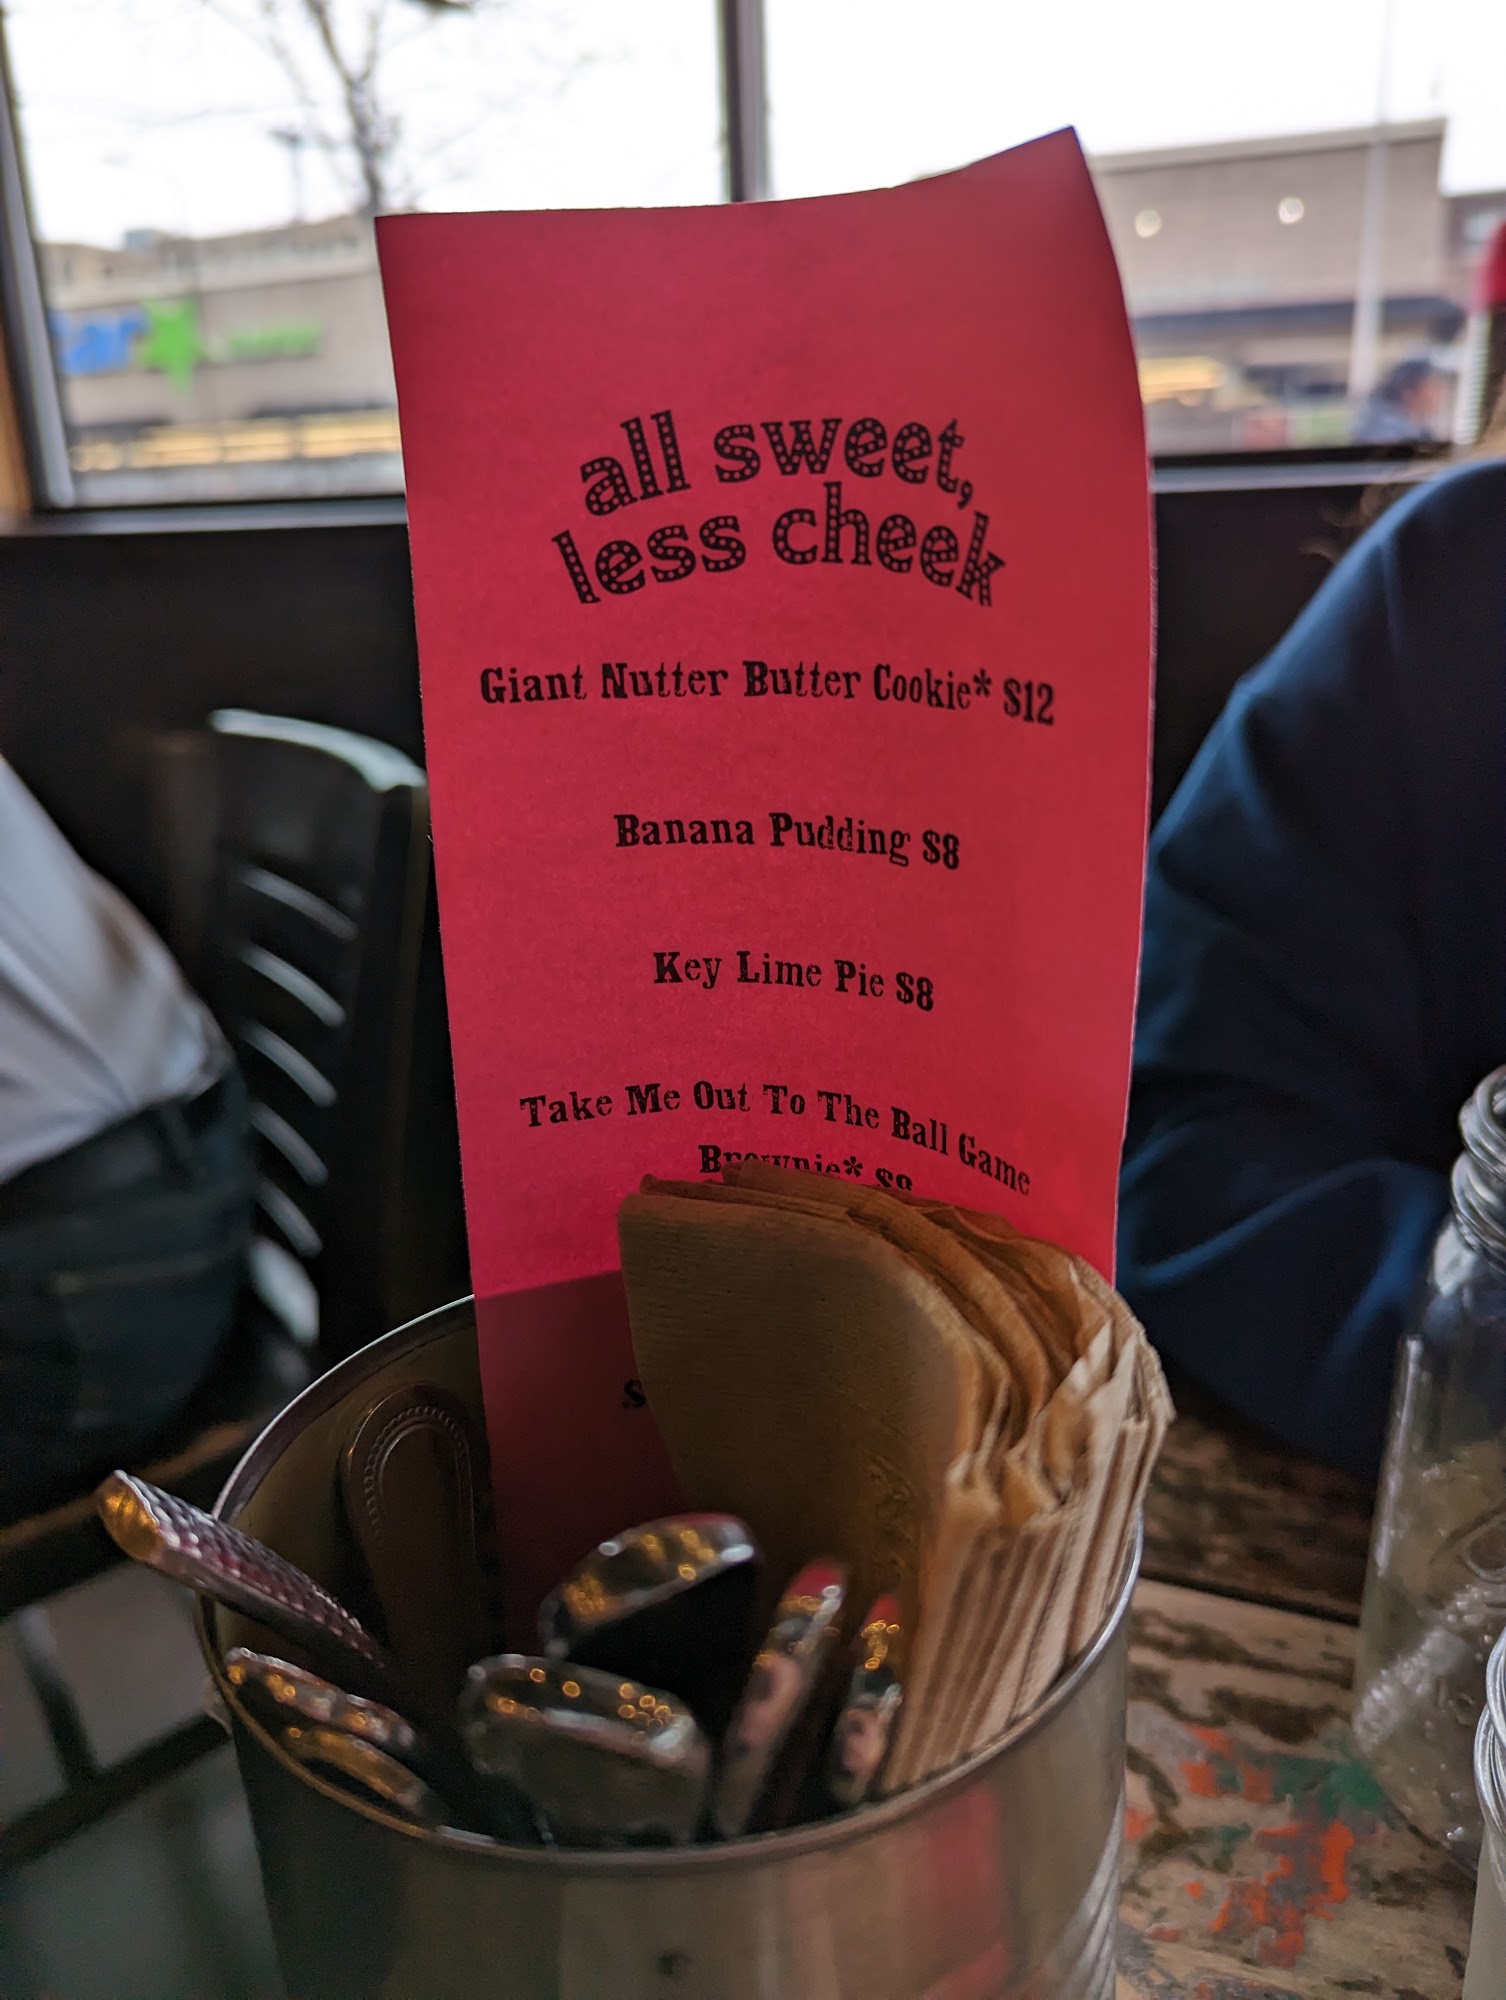 all sweet,
less cheek
Giant Nutter Butter Cookie* $12
Banana Pudding $8
Key Lime Pie $8
Take Me Out To The Ball Game
Brownie*